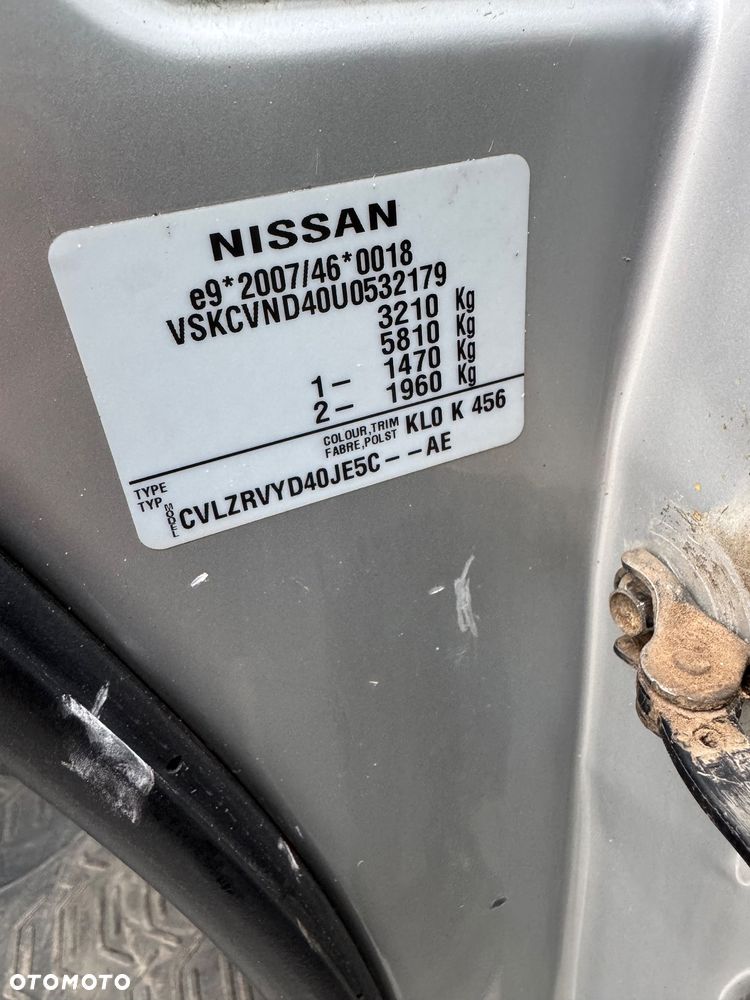 NISSAN
e9*2007/46*0018
VSKCVND40U0532179
3210 Kg
5810 Kg
1- 1470 Kg
2- 1960 Kg
COLOUR,TRIM KL0 K 456
FABRE,POLST
TYPE
TYP
MODEL CVLZRVYD40JE5C---AE
OTOMOTO